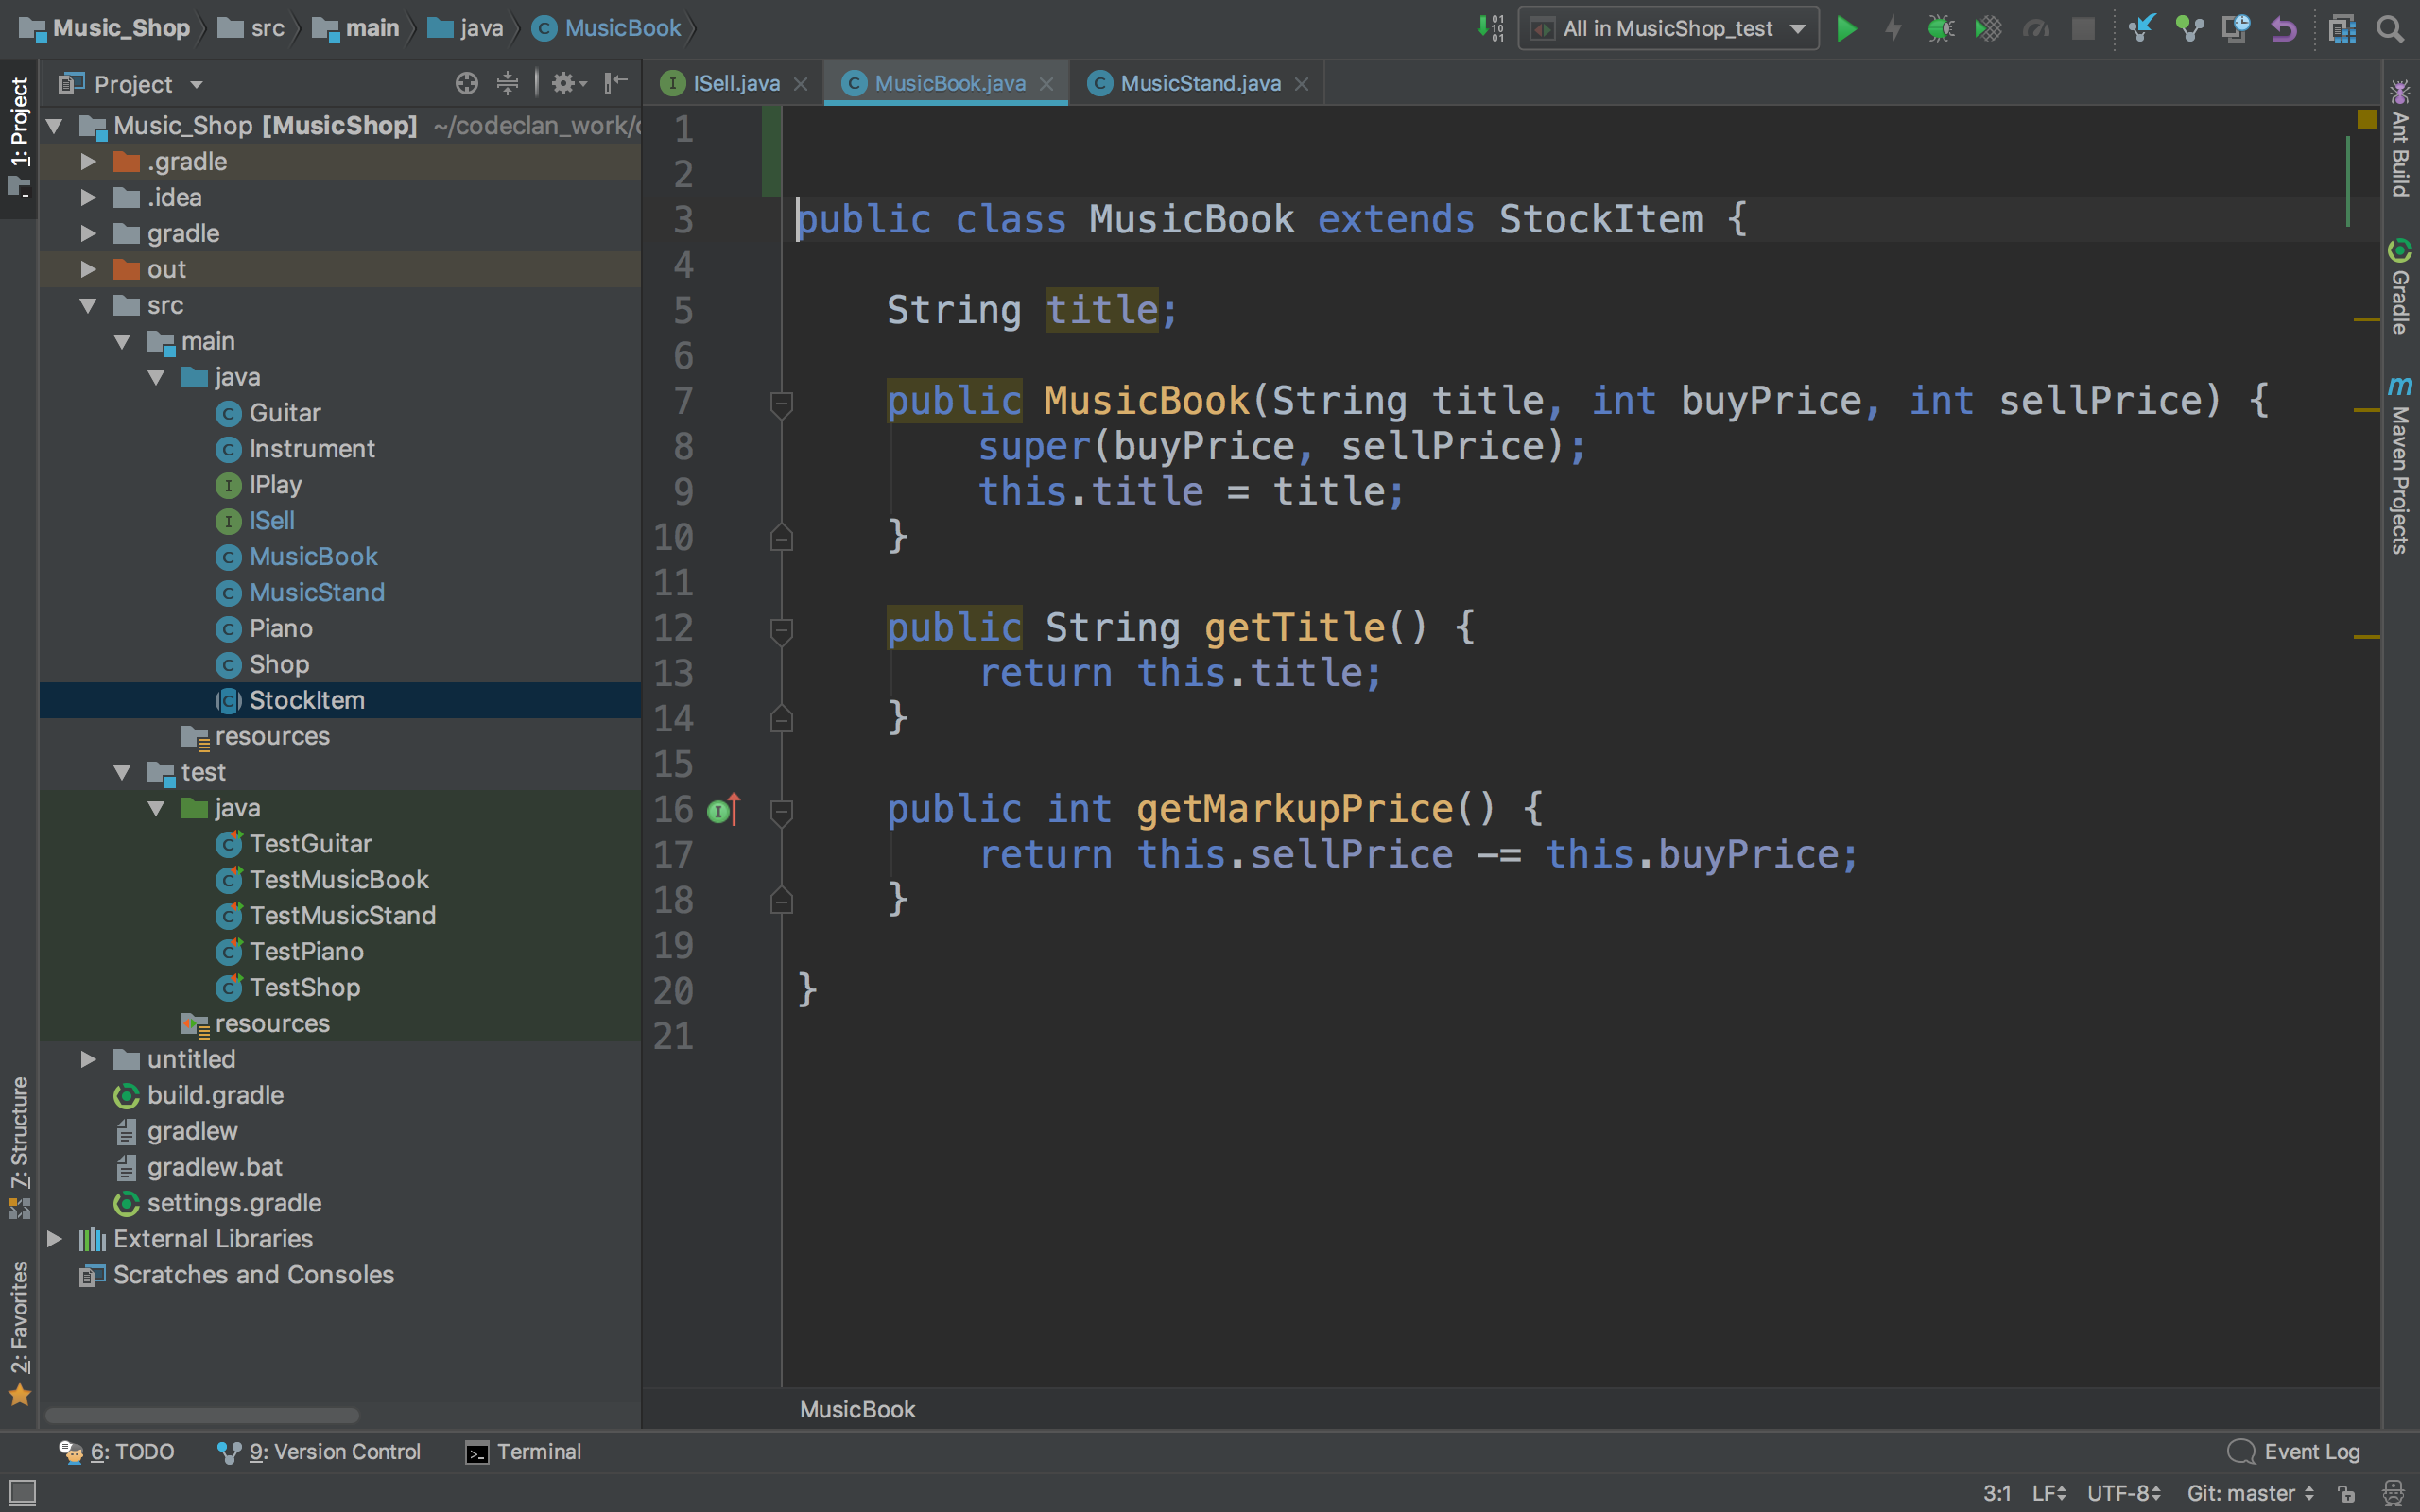 Music_Shop src main java MusicBook
01
10
01
All in MusicShop_test
1: Project
7: Structure
2: Favorites
Project
Music_Shop [MusicShop] ~/codeclan_work/
.gradle
.idea
gradle
out
src
main
java
Guitar
Instrument
IPlay
ISell
MusicBook
MusicStand
Piano
Shop
StockItem
resources
test
java
TestGuitar
TestMusicBook
TestMusicStand
TestPiano
TestShop
resources
untitled
build.gradle
gradlew
gradlew.bat
settings.gradle
External Libraries
Scratches and Consoles
ISell.java MusicBook.java MusicStand.java
1
2
3 public class MusicBook extends StockItem {
4
5 String title;
6
7 public MusicBook(String title, int buyPrice, int sellPrice) {
8 super(buyPrice, sellPrice);
9 this.title = title;
10 }
11
12 public String getTitle() {
13 return this.title;
14 }
15
16 public int getMarkupPrice() {
17 return this.sellPrice -= this.buyPrice;
18 }
19
20 }
21
MusicBook
Ant Build
Gradle
m Maven Projects
6: TODO 9: Version Control Terminal Event Log
3:1 LF UTF-8 Git: master